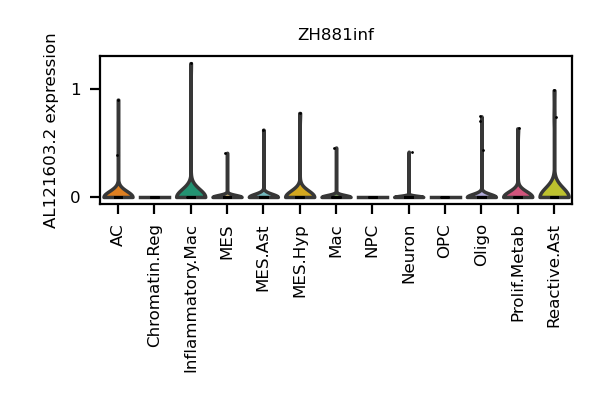 ZH881inf
AL121603.2 expression
1
0
AC
Chromatin.Reg
Inflammatory.Mac
MES
MES.Ast
MES.Hyp
Mac
NPC
Neuron
OPC
Oligo
Prolif.Metab
Reactive.Ast